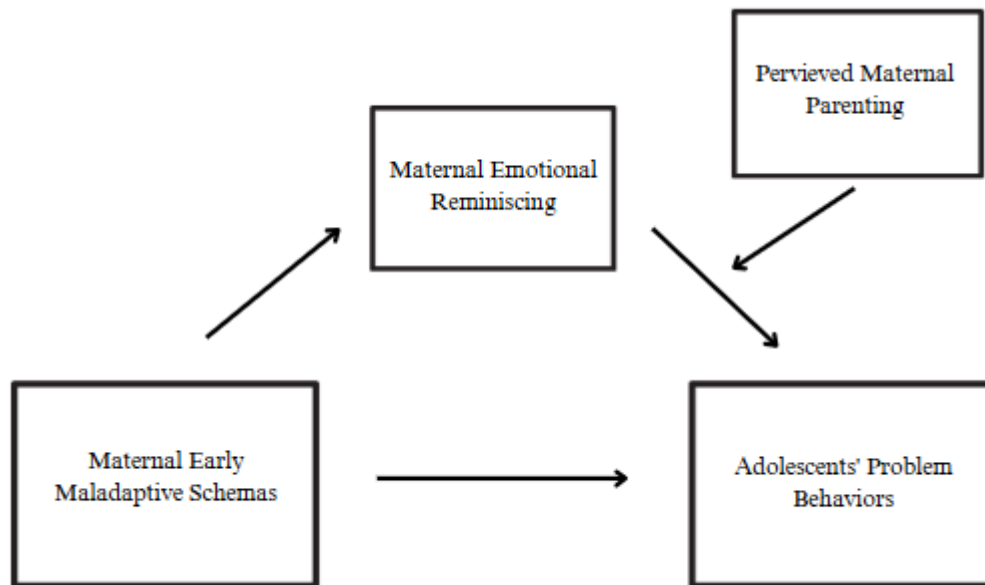 Pervieved Maternal
Parenting
Maternal Emotional
Reminiscing
Maternal Early
Maladaptive Schemas
Adolescents' Problem
Behaviors